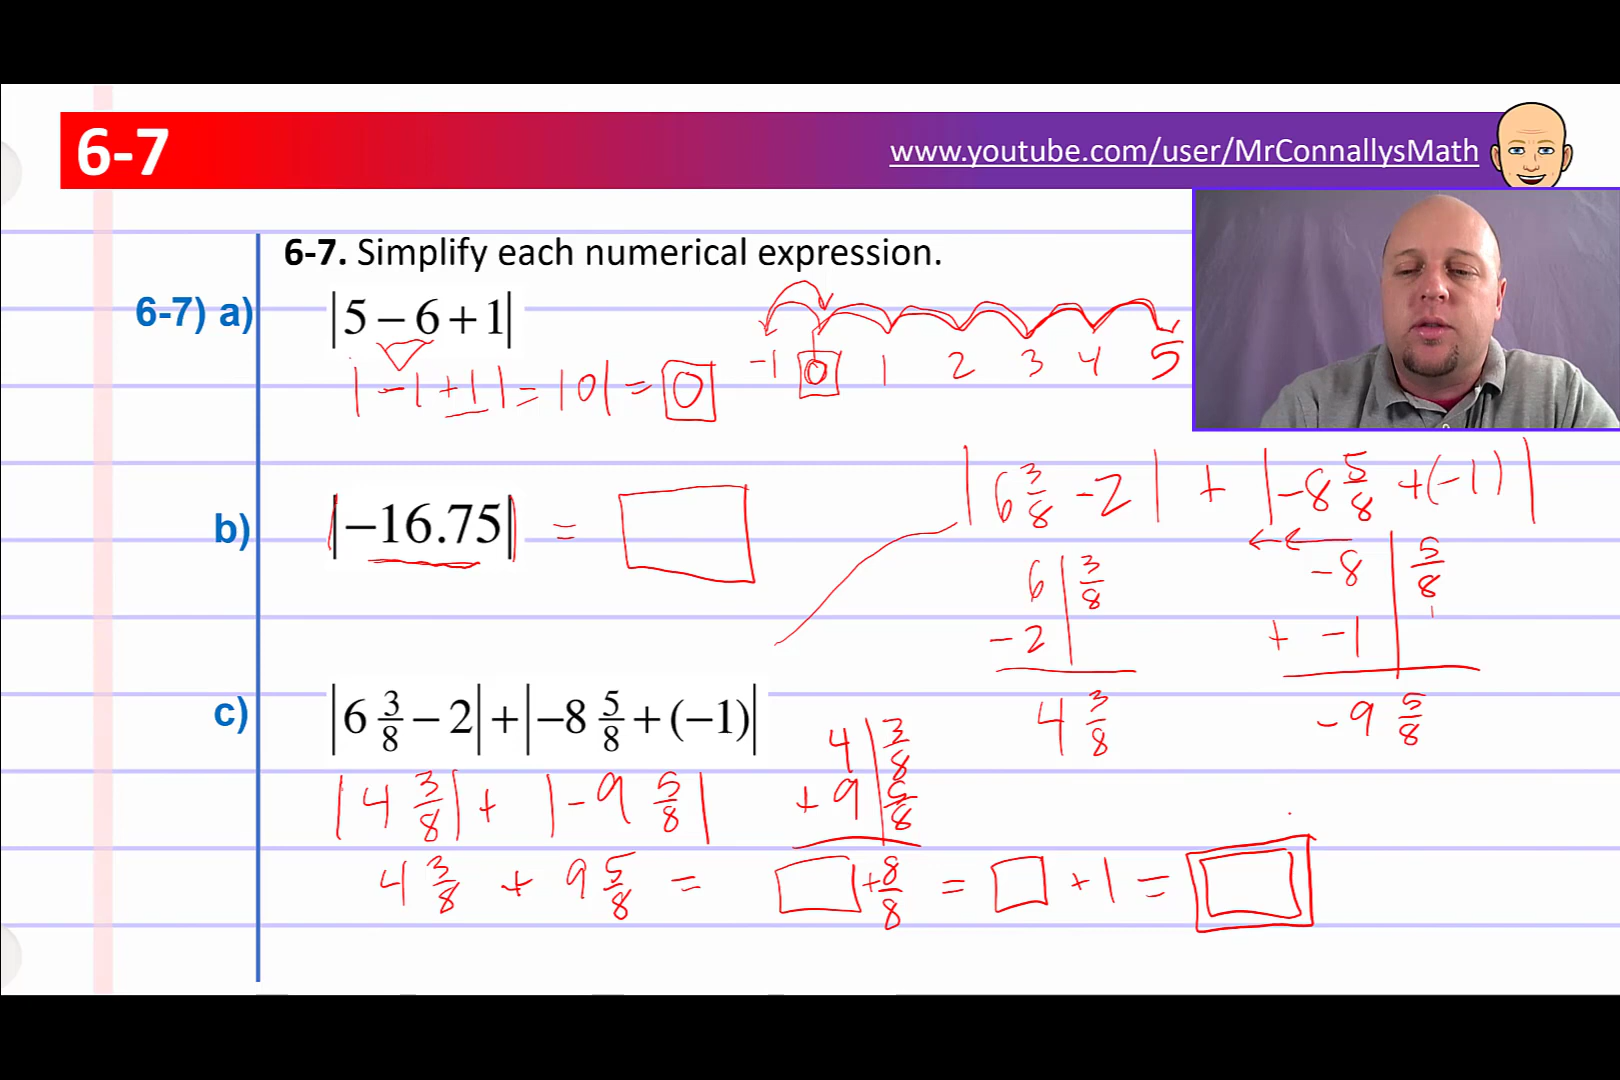 6-7
www.youtube.com/user/MrConnallysMath
6-7. Simplify each numerical expression.
6-7) a) |5 − 6 + 1|
|-1 +1| = |0| = 0
-1 0 1 2 3 4 5
b) |−16.75| =
|6 3/8 - 2| + |-8 5/8 + (-1)|
6 3/8
- 2
4 3/8
-8 5/8
+ -1
-9 5/8
c) |6 3/8 − 2| + |−8 5/8 + (−1)|
|4 3/8| + |-9 5/8|
4 3/8
+ 9 5/8
4 3/8 + 9 5/8 = + 8/8 = + 1 =